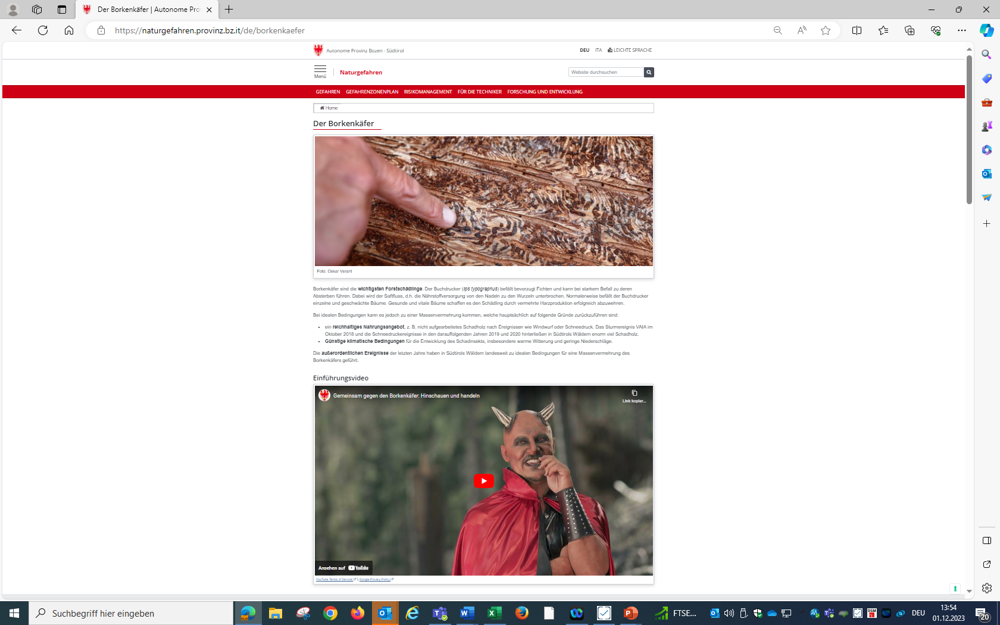 Der Borkenkäfer | Autonome Pro
https://naturgefahren.provinz.bz.it/de/borkenkaefer
Autonome Provinz Bozen - Südtirol
DEU ITA LEICHTE SPRACHE
Menü
Naturgefahren
Website durchsuchen
GEFAHREN GEFAHRENZONENPLAN RISIKOMANAGEMENT FÜR DIE TECHNIKER FORSCHUNG UND ENTWICKLUNG
Home
Der Borkenkäfer
Foto: Oskar Verant
Borkenkäfer sind die wichtigsten Forstschädlinge. Der Buchdrucker (Ips typographus) befällt bevorzugt Fichten und kann bei starkem Befall zu deren
Absterben führen. Dabei wird der Saftfluss, d.h. die Nährstoffversorgung von den Nadeln zu den Wurzeln unterbrochen. Normalerweise befällt der Buchdrucker
einzelne und geschwächte Bäume. Gesunde und vitale Bäume schaffen es den Schädling durch vermehrte Harzproduktion erfolgreich abzuwehren.
Bei idealen Bedingungen kann es jedoch zu einer Massenvermehrung kommen, welche hauptsächlich auf folgende Gründe zurückzuführen sind:
• ein reichhaltiges Nahrungsangebot, z. B. nicht aufgearbeitetes Schadholz nach Ereignissen wie Windwurf oder Schneedruck. Das Sturmereignis VAIA im
Oktober 2018 und die Schneedruckereignisse in den darauffolgenden Jahren 2019 und 2020 hinterließen in Südtirols Wäldern enorm viel Schadholz.
• Günstige klimatische Bedingungen für die Entwicklung des Schadinsekts, insbesondere warme Witterung und geringe Niederschläge.
Die außerordentlichen Ereignisse der letzten Jahre haben in Südtirols Wäldern landesweit zu idealen Bedingungen für eine Massenvermehrung des
Borkenkäfers geführt.
Einführungsvideo
Gemeinsam gegen den Borkenkäfer: Hinschauen und handeln
Link kopier...
Ansehen auf YouTube
YouTube Terms of Service | Google Privacy Policy
Suchbegriff hier eingeben
FTSE...
DEU
13:54
01.12.2023
20